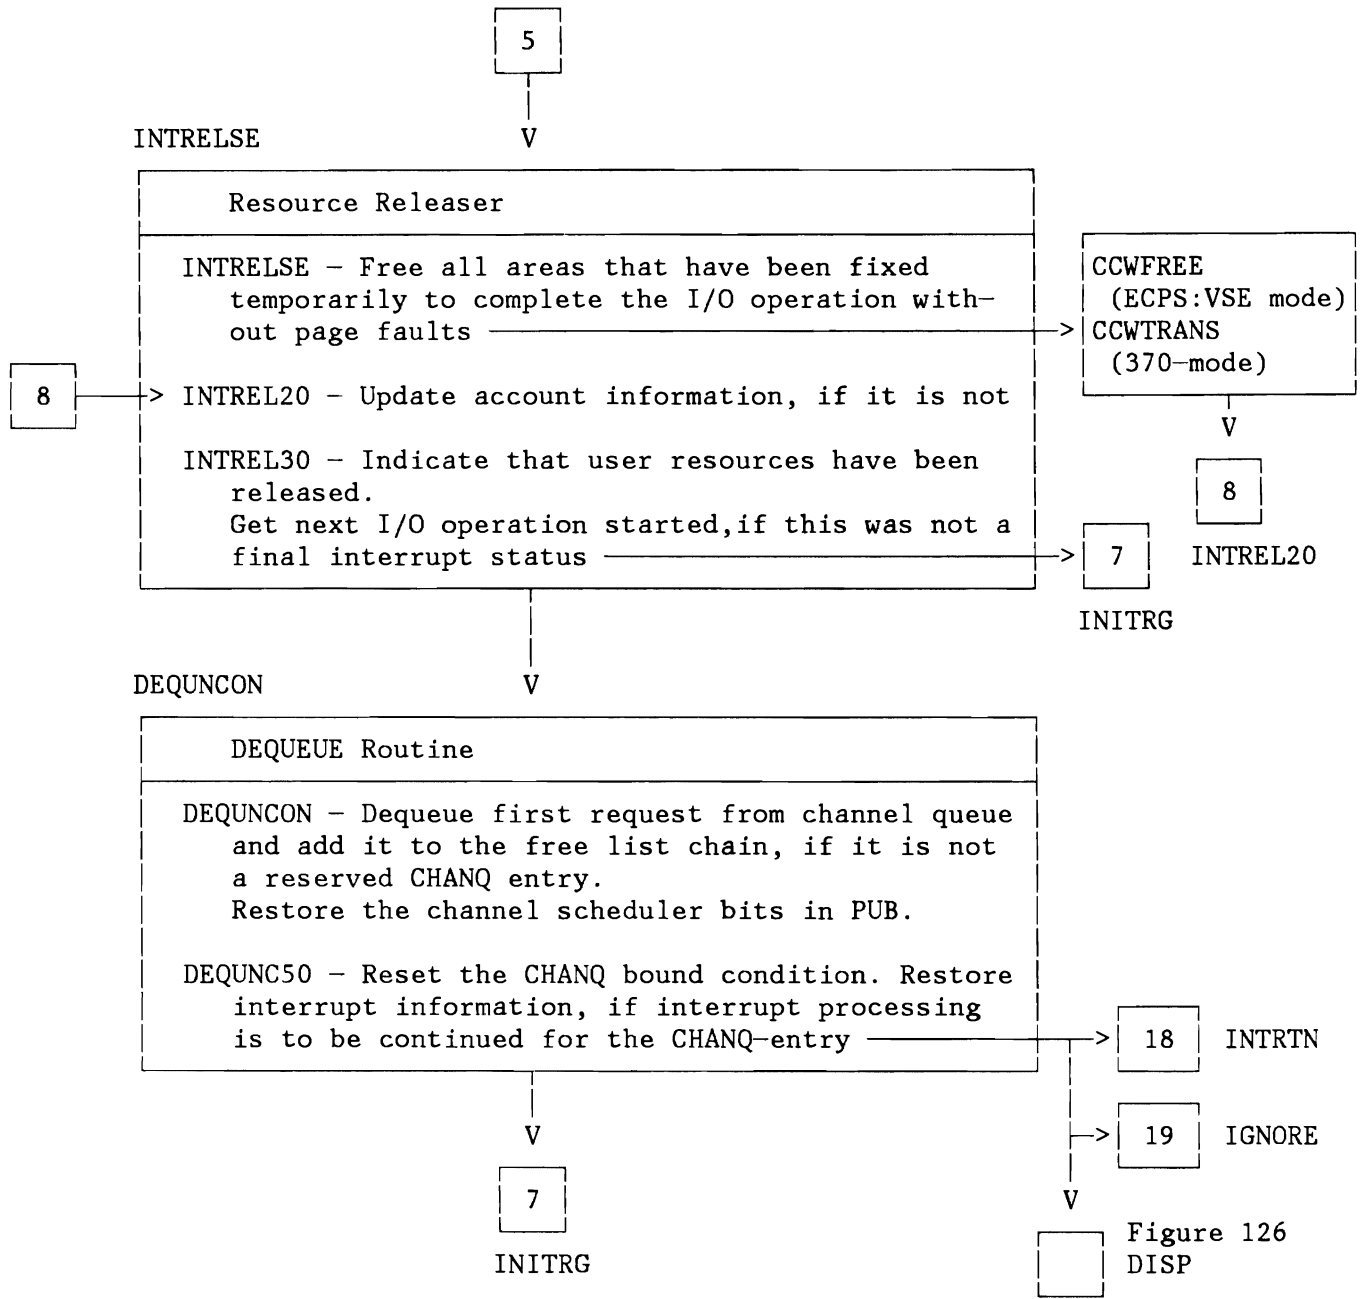 5
V
INTRELSE
Resource Releaser
INTRELSE — Free all areas that have been fixed
temporarily to complete the I/O operation with—
out page faults
CCWFREE
(ECPS:VSE mode)
CCWTRANS
(370—mode)
8
INTREL20 — Update account information, if it is not
V
8
INTREL20
INTREL30 — Indicate that user resources have been
released.
Get next I/O operation started,if this was not a
final interrupt status
7
INITRG
DEQUNCON
V
DEQUEUE Routine
DEQUNCON — Dequeue first request from channel queue
and add it to the free list chain, if it is not
a reserved CHANQ entry.
Restore the channel scheduler bits in PUB.
DEQUNC50 — Reset the CHANQ bound condition. Restore
interrupt information, if interrupt processing
is to be continued for the CHANQ—entry
18 INTRTN
19 IGNORE
V
Figure 126
DISP
V
7
INITRG